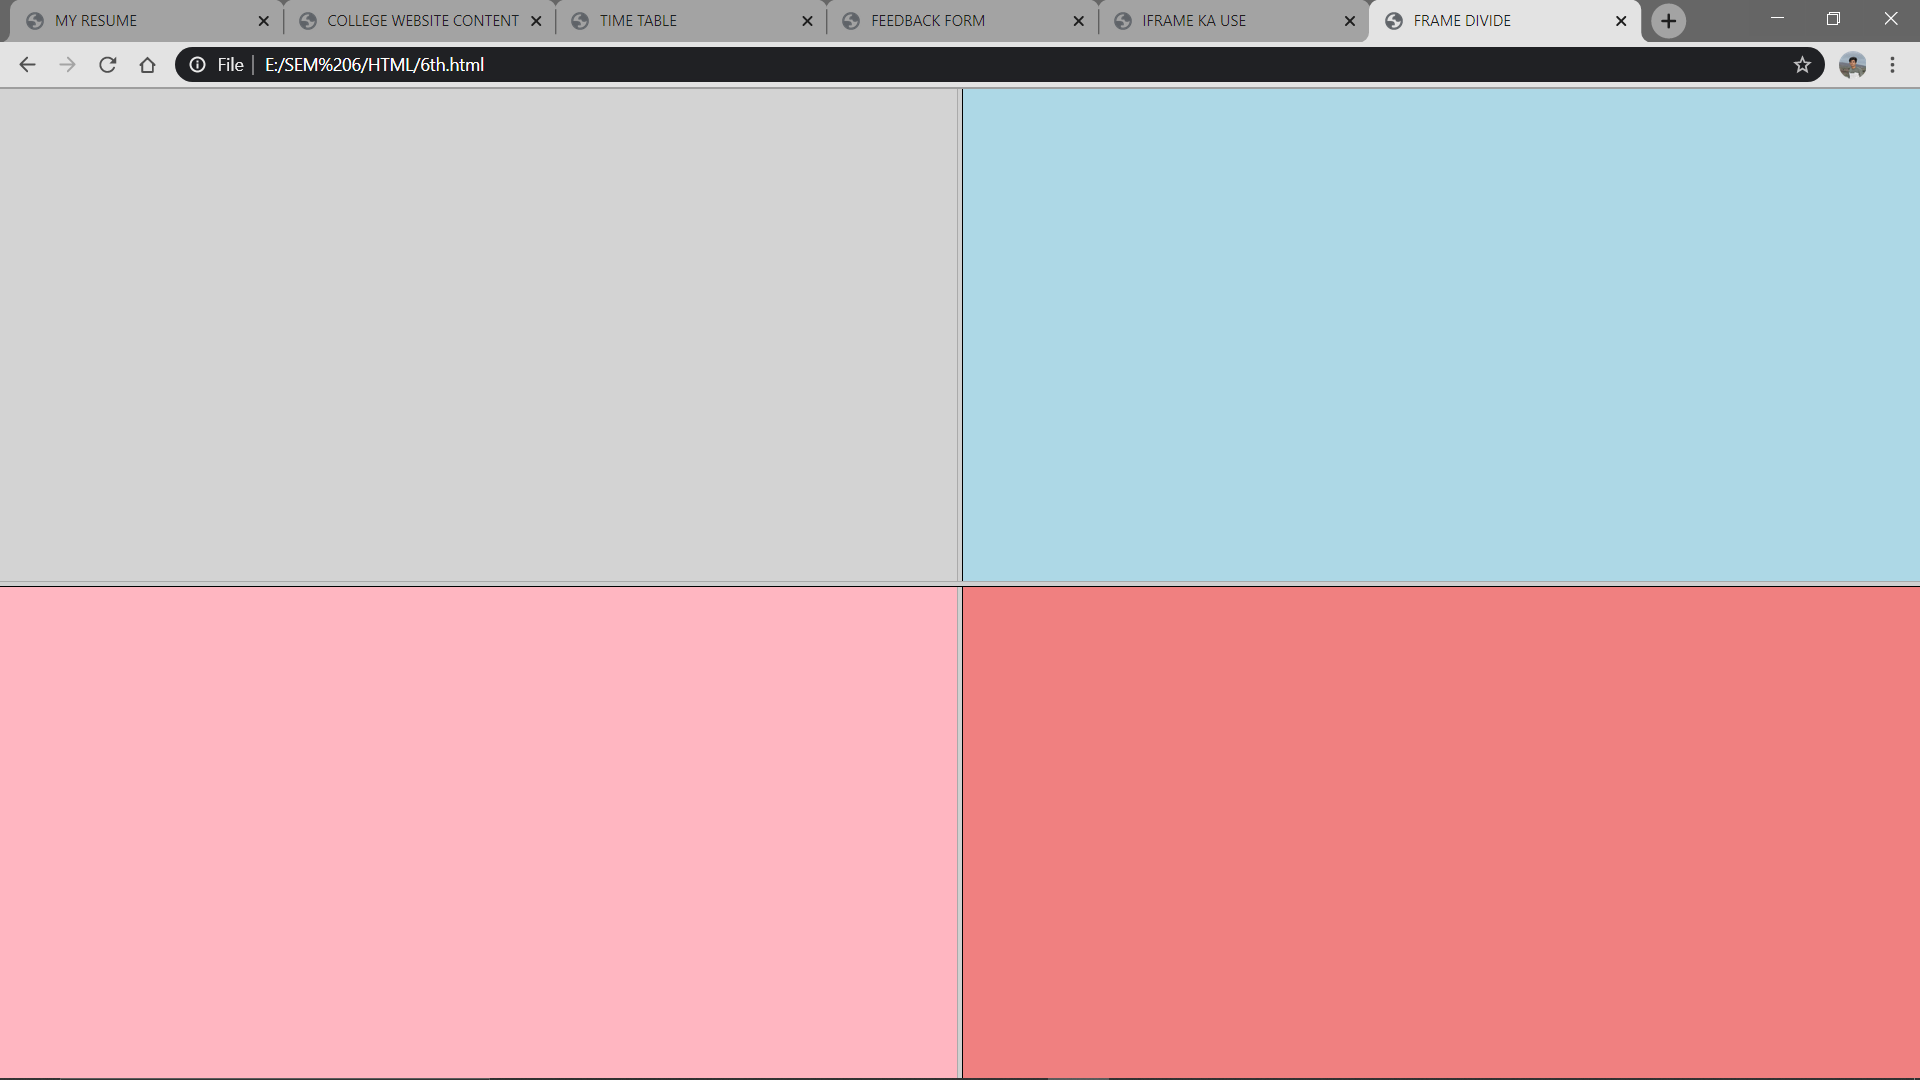 MY RESUME
COLLEGE WEBSITE CONTENT
TIME TABLE
FEEDBACK FORM
IFRAME KA USE
FRAME DIVIDE
File | E:/SEM%206/HTML/6th.html